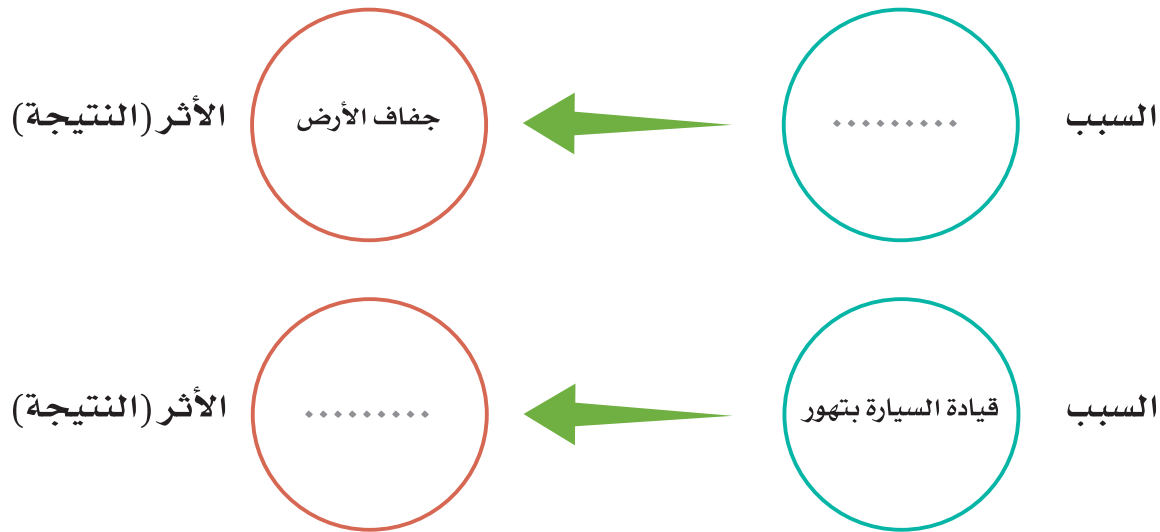 السبب
.........
جفاف الأرض
الأثر (النتيجة)
السبب
قيادة السيارة بتهور
.........
الأثر (النتيجة)